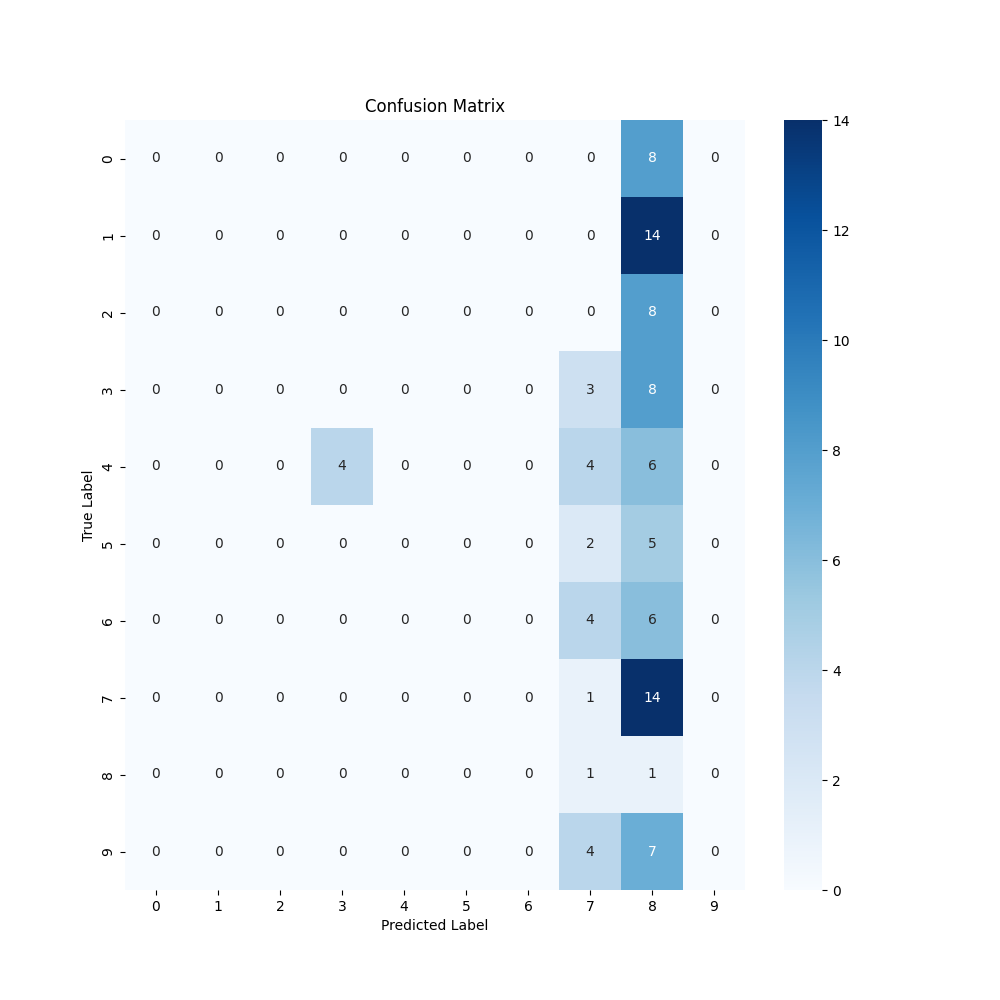 Confusion Matrix
0 0 0 0 0 0 0 0 0 8 0 14
1 0 0 0 0 0 0 0 0 14 0 12
2 0 0 0 0 0 0 0 0 8 0 10
3 0 0 0 0 0 0 0 3 8 0 8
4 0 0 0 4 0 0 0 4 6 0 6
5 0 0 0 0 0 0 0 2 5 0
6 0 0 0 0 0 0 0 4 6 0 4
7 0 0 0 0 0 0 0 1 14 0
8 0 0 0 0 0 0 0 1 1 0 2
9 0 0 0 0 0 0 0 4 7 0 0
True Label
0 1 2 3 4 5 6 7 8 9
Predicted Label